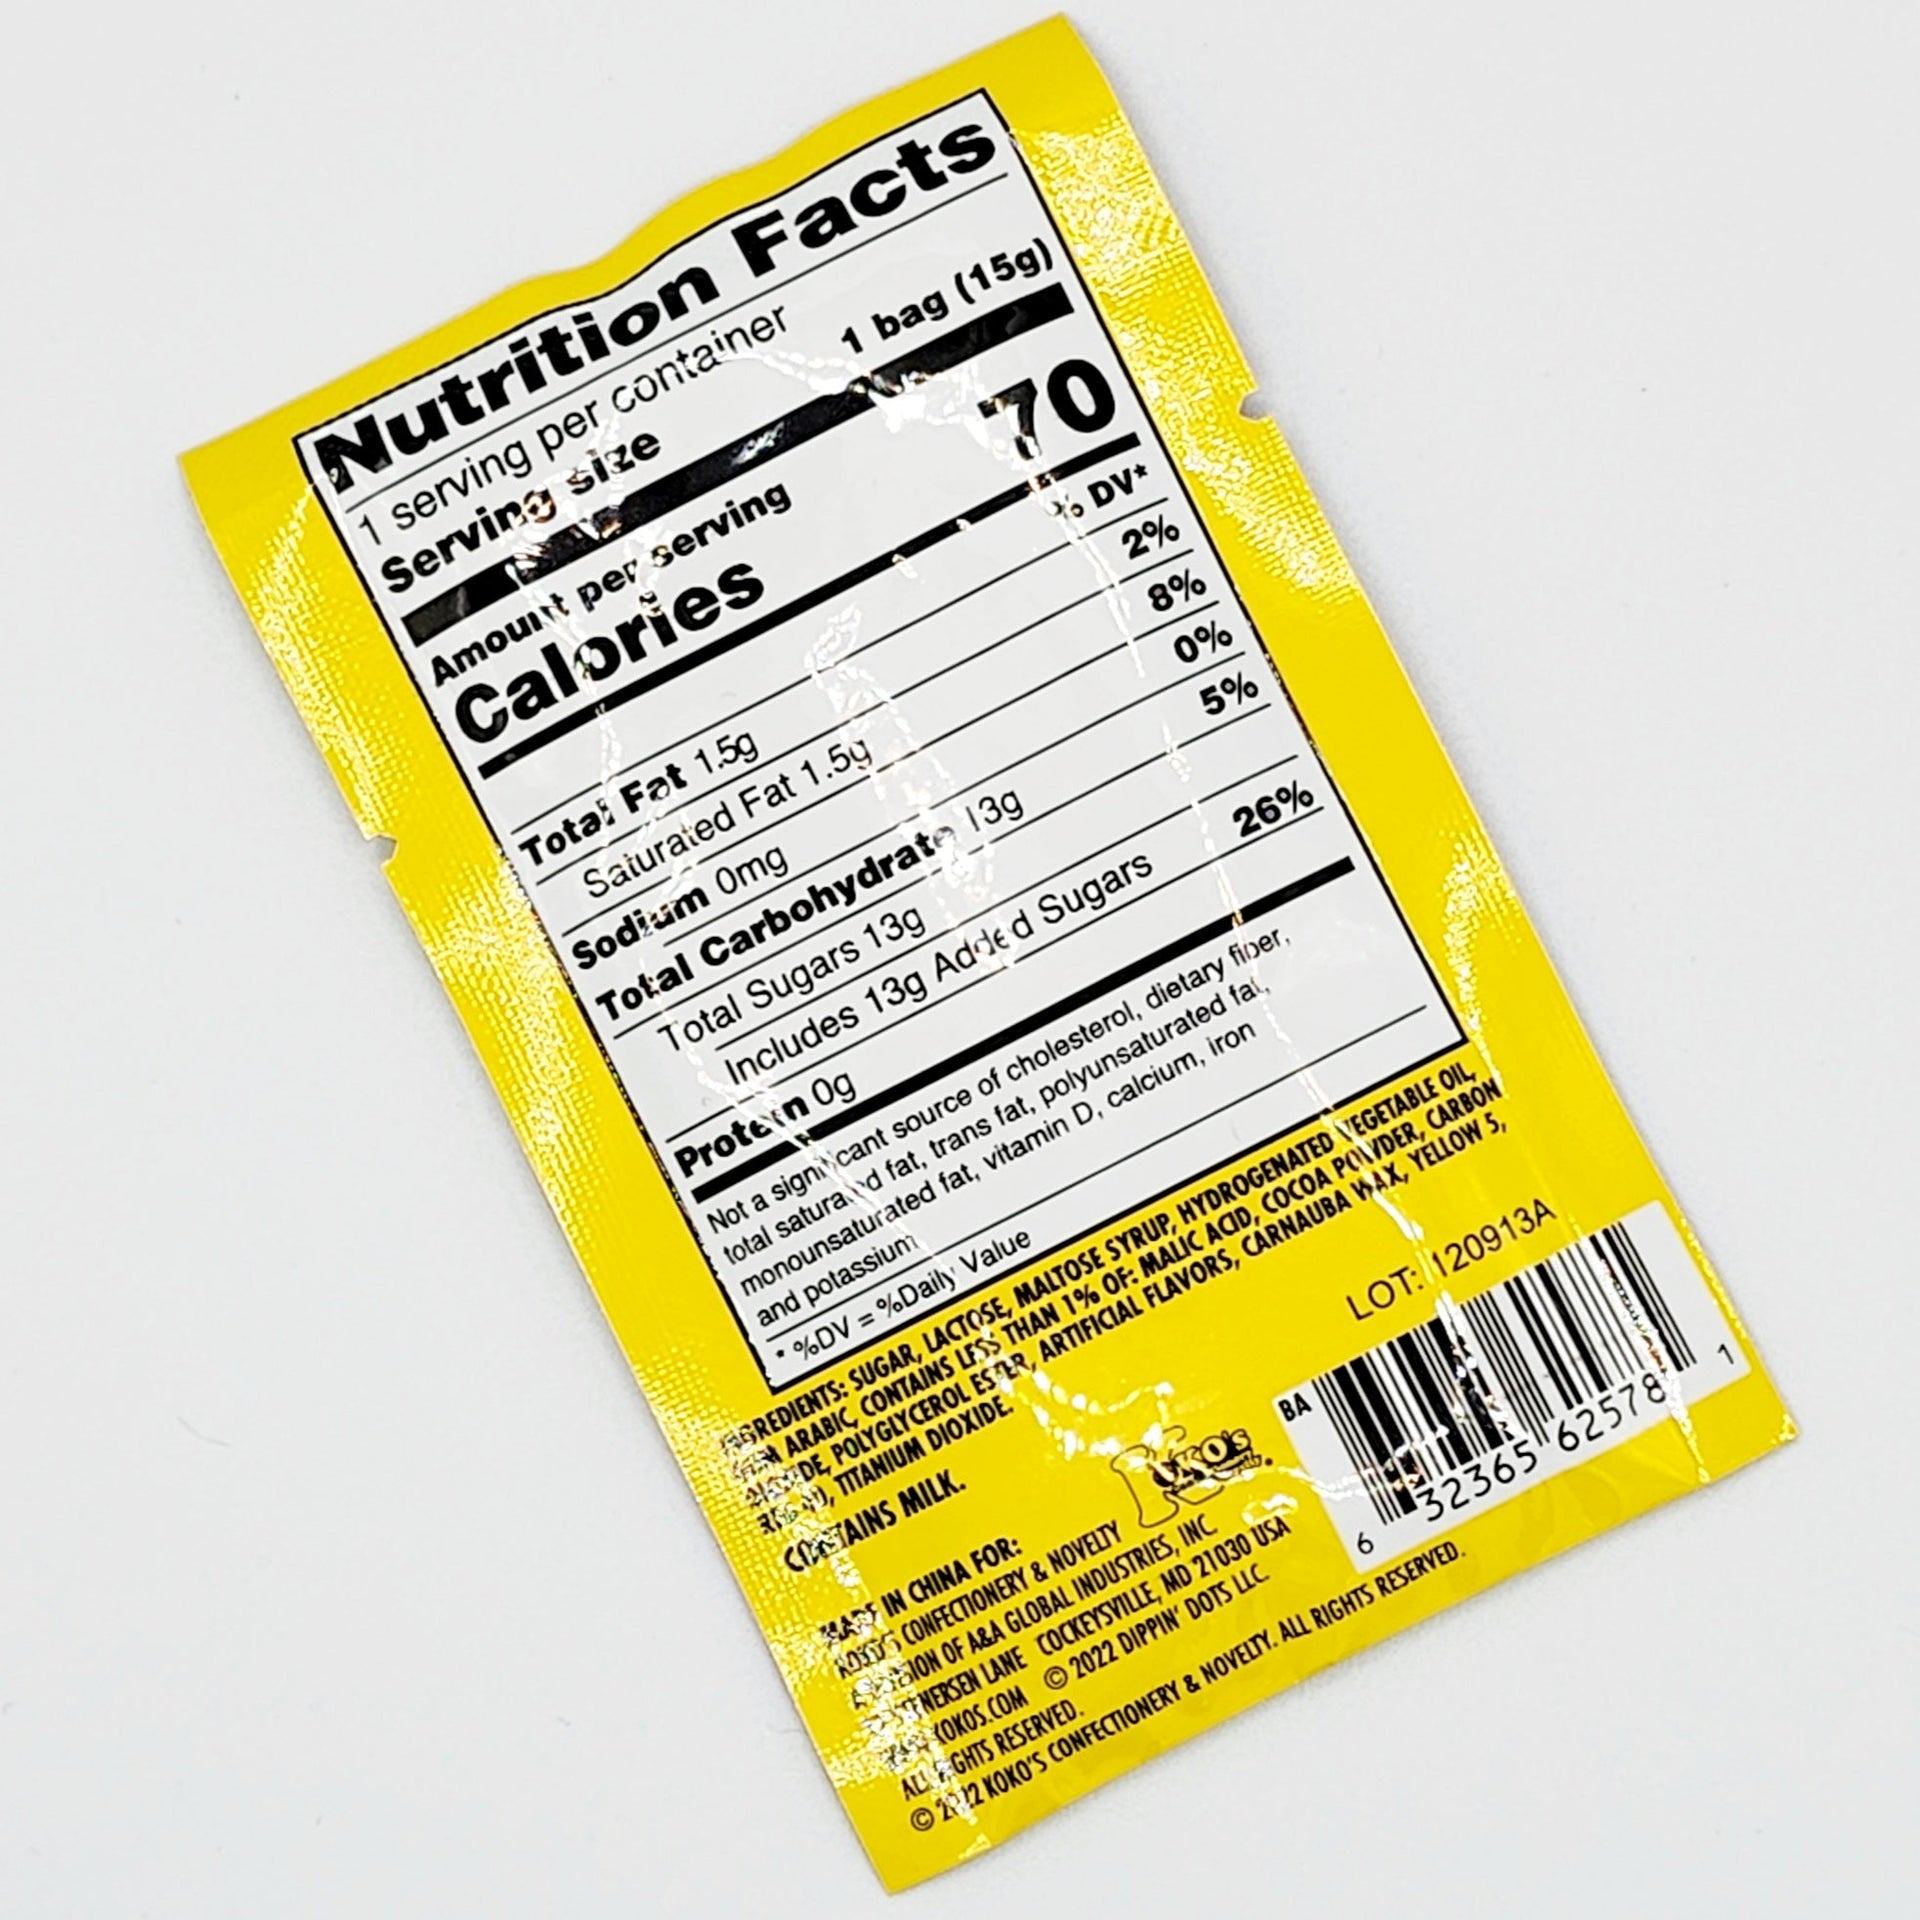 Nutrition Facts
1 serving per container
Serving size 1 bag (15g)
Amount per serving
Calories 70
% DV*
Total Fat 1.5g 2%
Saturated Fat 1.5g 8%
Sodium 0mg 0%
Total Carbohydrate 13g 5%
Total Sugars 13g
Includes 13g Added Sugars 26%
Protein 0g
Not a significant source of cholesterol, dietary fiber,
total saturated fat, trans fat, polyunsaturated fat,
monounsaturated fat, vitamin D, calcium, iron
and potassium
* %DV = %Daily Value
INGREDIENTS: SUGAR, LACTOSE, MALTOSE SYRUP, HYDROGENATED VEGETABLE OIL,
ARABIC, CONTAINS LESS THAN 1% OF: MALIC ACID, COCOA POWDER, CARBON
POLYGLYCEROL ESTER, ARTIFICIAL FLAVORS, CARNAUBA WAX, YELLOW 5,
TITANIUM DIOXIDE.
CONTAINS MILK.
LOT: 120913A
MADE IN CHINA FOR:
KOKO'S CONFECTIONERY & NOVELTY
DIVISION OF A&A GLOBAL INDUSTRIES, INC
LANE COCKEYSVILLE, MD 21030 USA
© 2022 DIPPIN' DOTS LLC.
ALL RIGHTS RESERVED.
© 2022 KOKO'S CONFECTIONERY & NOVELTY. ALL RIGHTS RESERVED.
KOKO'S
BA
6 32365 62578 1